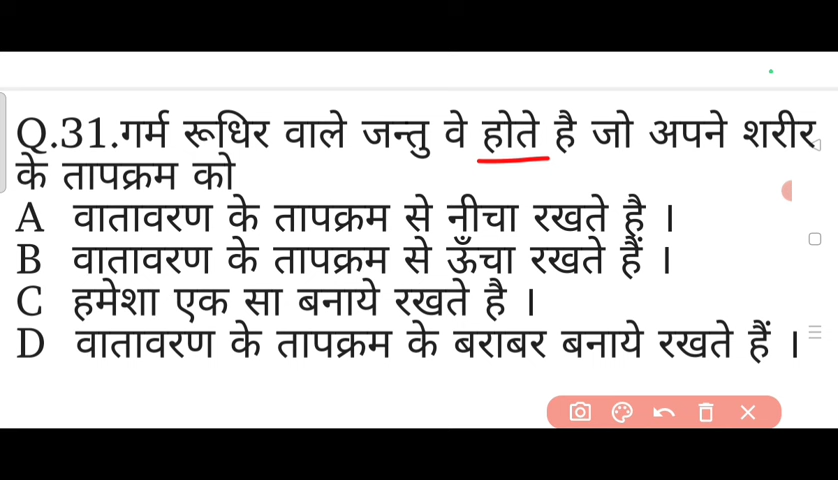 Q.31.गर्म रूधिर वाले जन्तु वे होते है जो अपने शरीर
के तापक्रम को
A वातावरण के तापक्रम से नीचा रखते है ।
B वातावरण के तापक्रम से ऊँचा रखते हैं ।
C हमेशा एक सा बनाये रखते है ।
D वातावरण के तापक्रम के बराबर बनाये रखते हैं ।